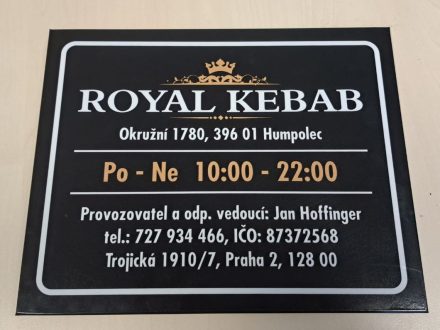 ROYAL KEBAB
Okružní 1780, 396 01 Humpolec
Po - Ne 10:00 - 22:00
Provozovatel a odp. vedoucí: Jan Hoffinger
tel.: 727 934 466, IČO: 87372568
Trojická 1910/7, Praha 2, 128 00